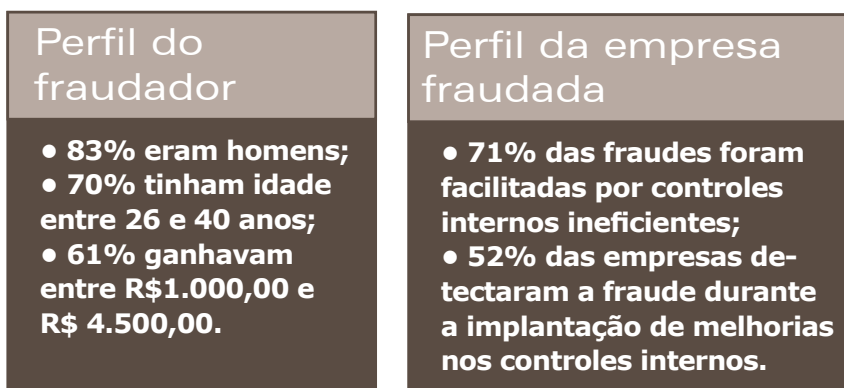 Perfil do
fraudador
● 83% eram homens;
● 70% tinham idade
entre 26 e 40 anos;
● 61% ganhavam
entre R$1.000,00 e
R$ 4.500,00.
Perfil da empresa
fraudada
● 71% das fraudes foram
facilitadas por controles
internos ineficientes;
● 52% das empresas de-
tectaram a fraude durante
a implantação de melhorias
nos controles internos.